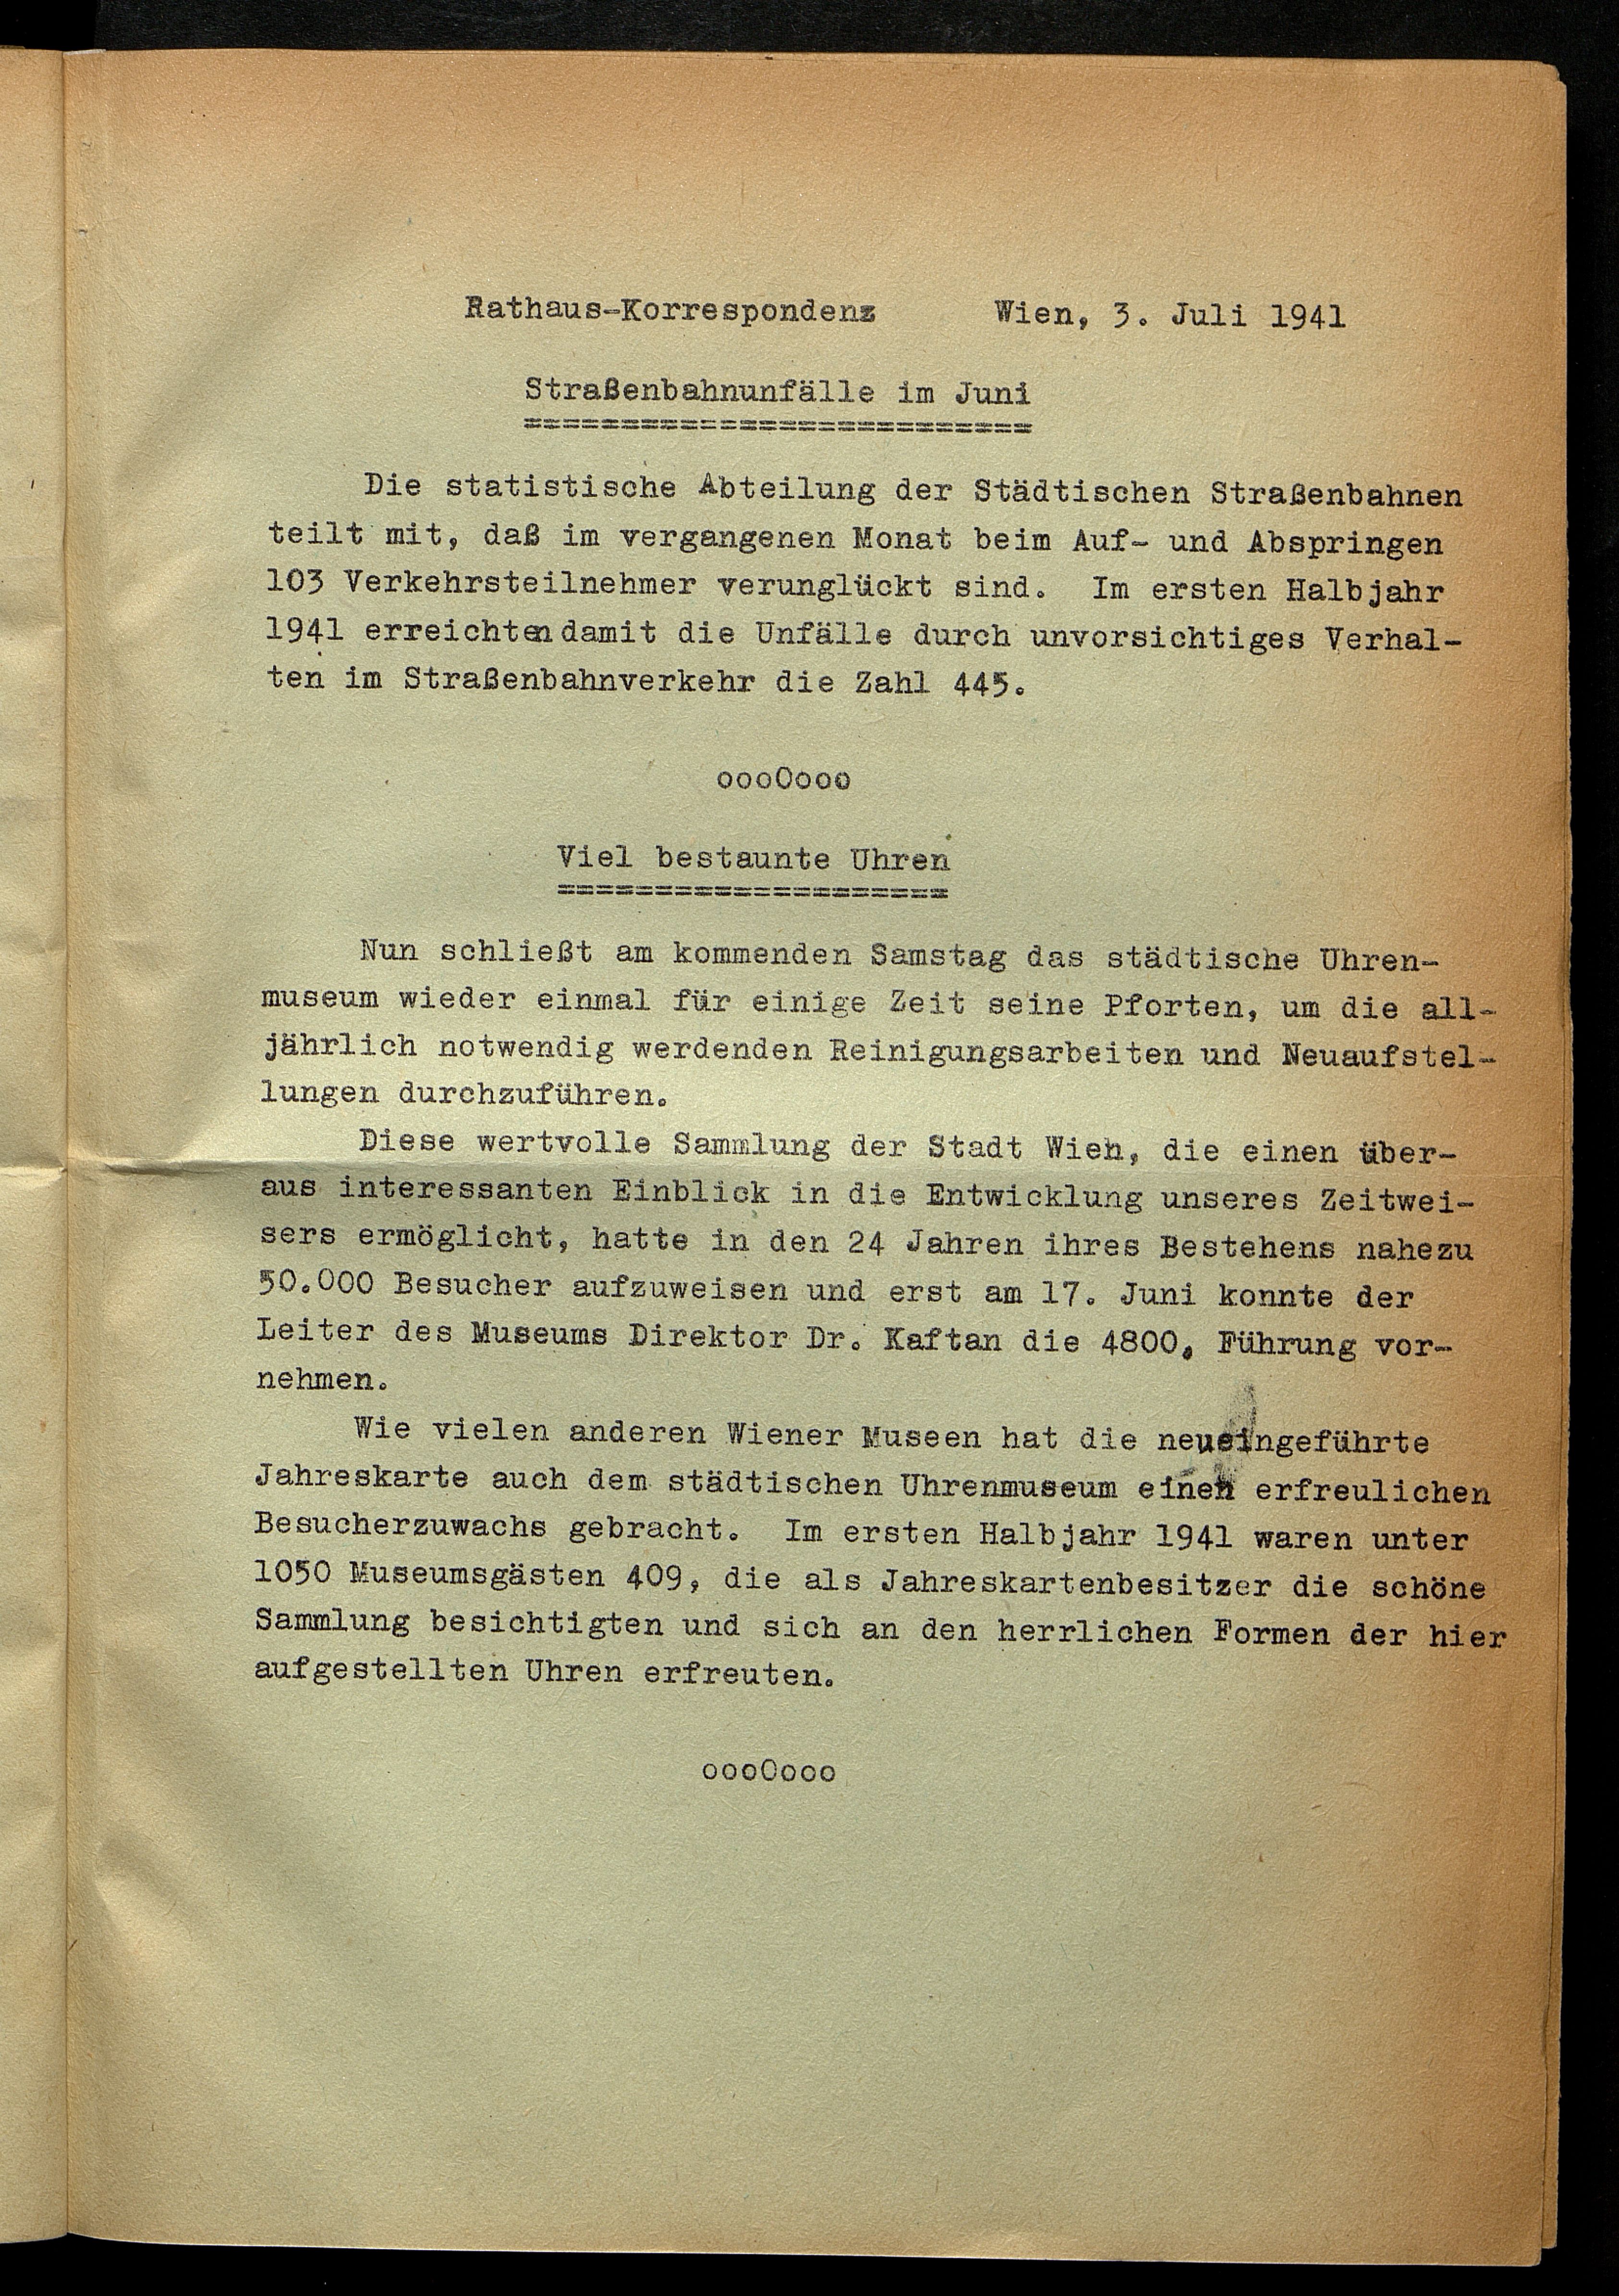 Rathaus-Korrespondenz Wien, 3. Juli 1941
Straßenbahnunfälle im Juni
==========================
Die statistische Abteilung der Städtischen Straßenbahnen
teilt mit, daß im vergangenen Monat beim Auf- und Abspringen
103 Verkehrsteilnehmer verunglückt sind. Im ersten Halbjahr
1941 erreichten damit die Unfälle durch unvorsichtiges Verhal-
ten im Straßenbahnverkehr die Zahl 445.
oooOooo
Viel bestaunte Uhren
====================
Nun schließt am kommenden Samstag das städtische Uhren-
museum wieder einmal für einige Zeit seine Pforten, um die all-
jährlich notwendig werdenden Reinigungsarbeiten und Neuaufstel-
lungen durchzuführen.
Diese wertvolle Sammlung der Stadt Wien, die einen über-
aus interessanten Einblick in die Entwicklung unseres Zeitwei-
sers ermöglicht, hatte in den 24 Jahren ihres Bestehens nahezu
50.000 Besucher aufzuweisen und erst am 17. Juni konnte der
Leiter des Museums Direktor Dr. Kaftan die 4800. Führung vor-
nehmen.
Wie vielen anderen Wiener Museen hat die neueingeführte
Jahreskarte auch dem städtischen Uhrenmuseum einen erfreulichen
Besucherzuwachs gebracht. Im ersten Halbjahr 1941 waren unter
1050 Museumsgästen 409, die als Jahreskartenbesitzer die schöne
Sammlung besichtigten und sich an den herrlichen Formen der hier
aufgestellten Uhren erfreuten.
oooOooo